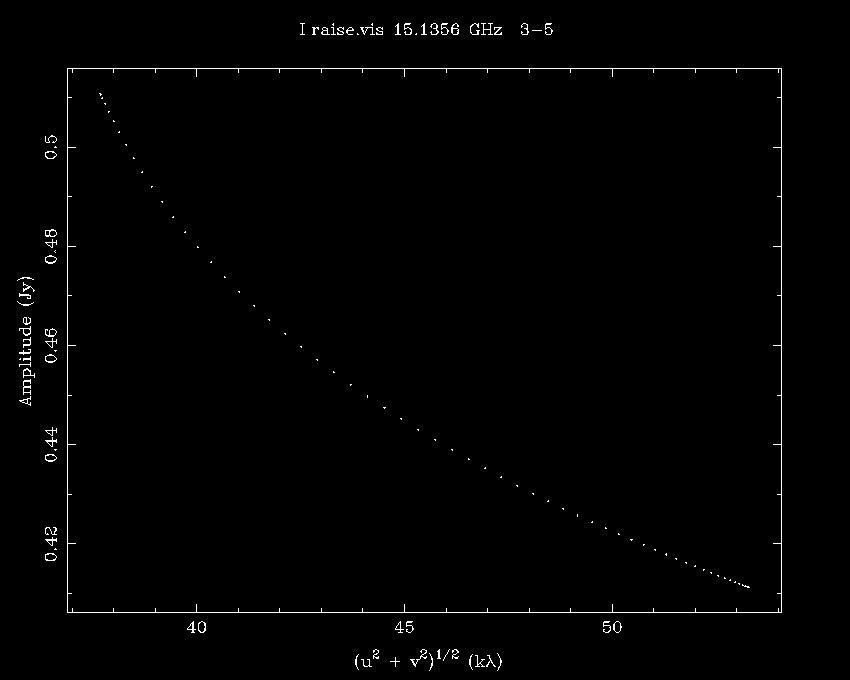 I raise.vis 15.1356 GHz 3−5
0.5
0.48
0.46
0.44
0.42
Amplitude (Jy)
40 45 50
(u² + v²)^1/2 (kλ)